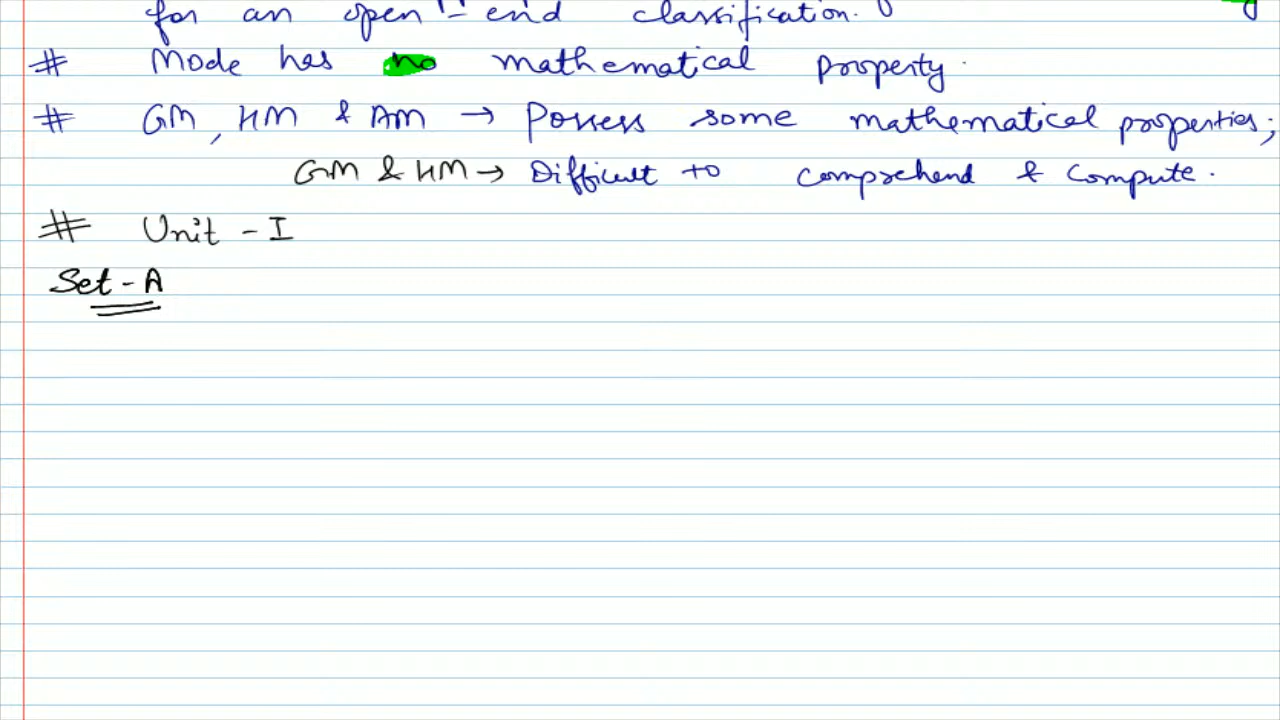 for an open-end classification.
# Mode has no mathematical property.
# GM, HM & AM → Possess some mathematical properties;
GM & HM → Difficult to comprehend & compute.
# Unit - I
Set - A